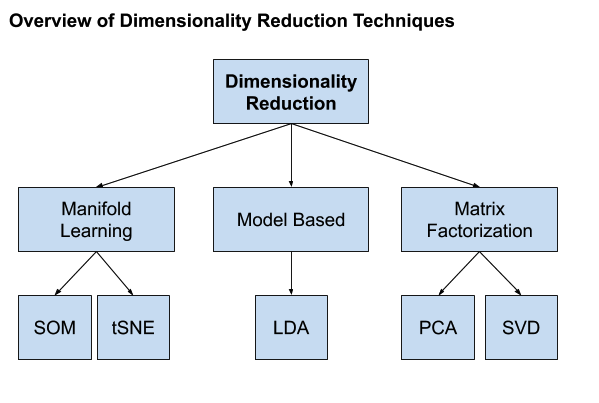 Overview of Dimensionality Reduction Techniques
Dimensionality
Reduction
Manifold
Learning
Model Based
Matrix
Factorization
SOM
tSNE
LDA
PCA
SVD